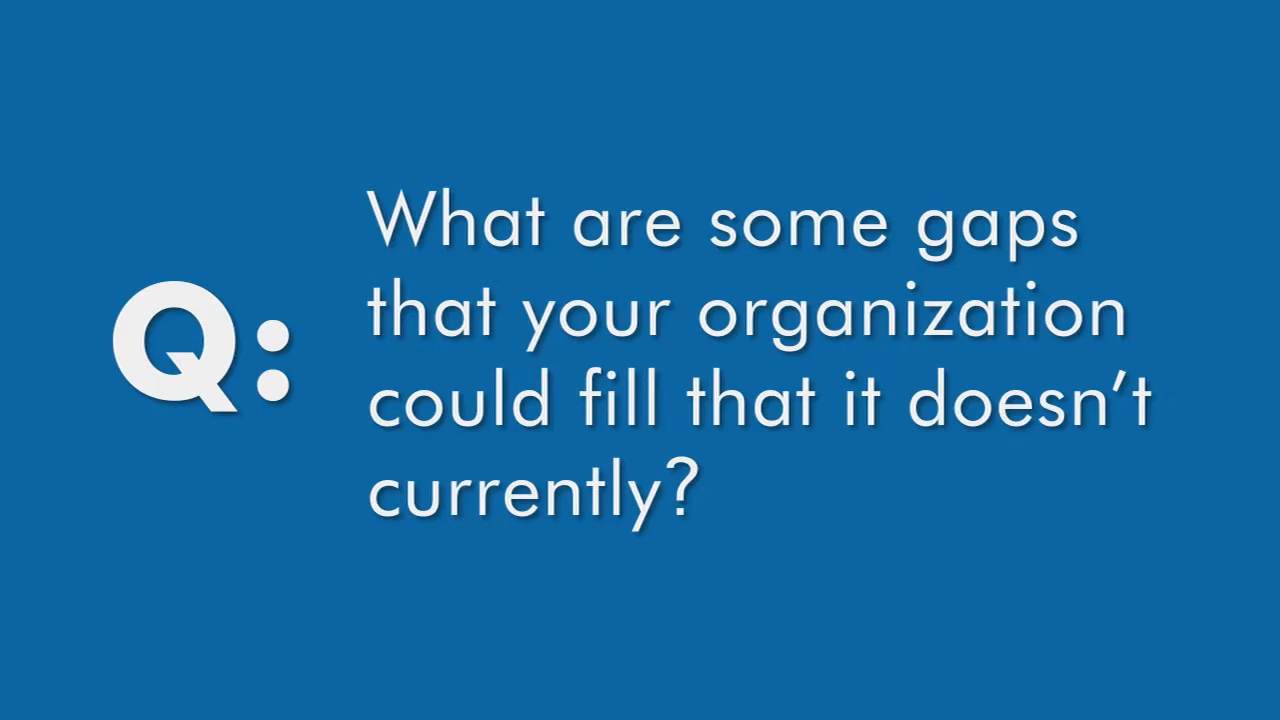 Q:
What are some gaps
that your organization
could fill that it doesn’t
currently?